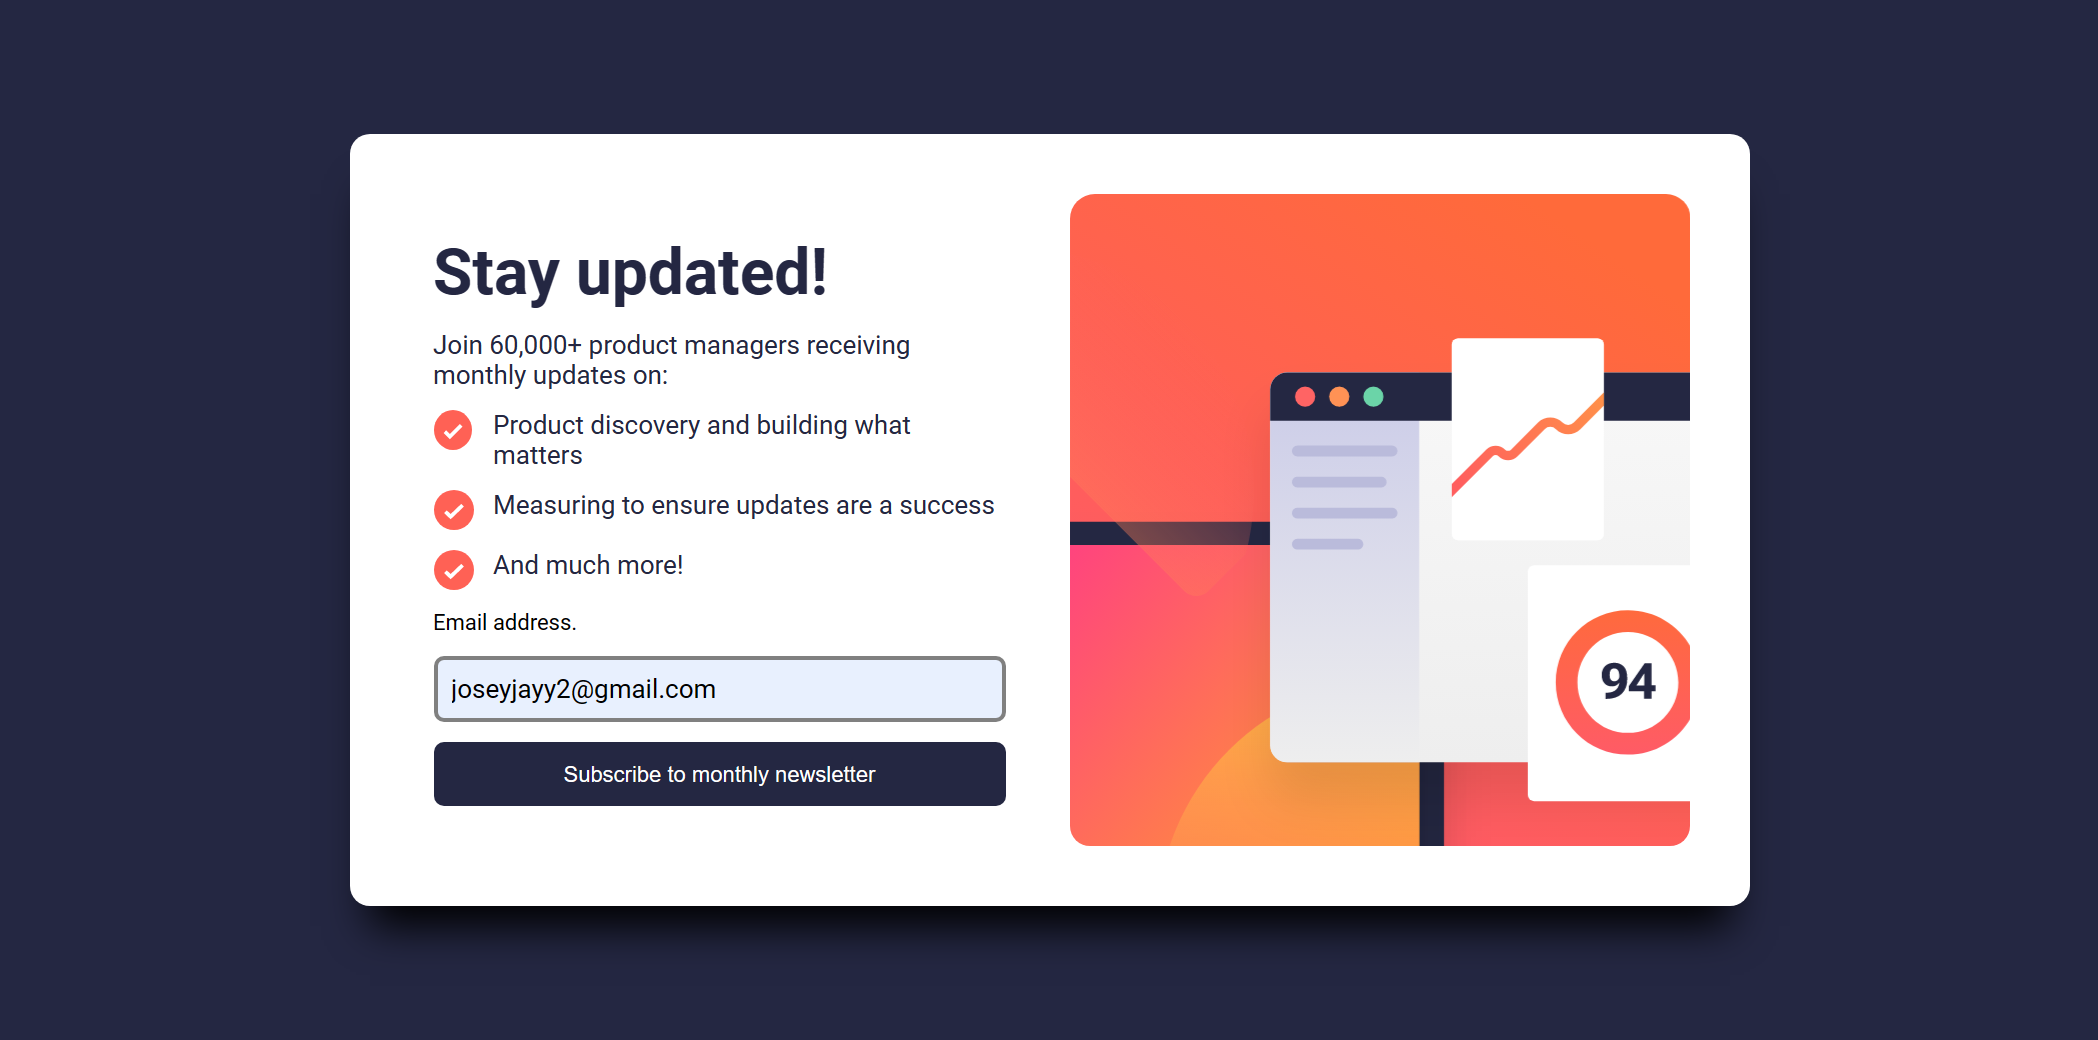 Stay updated!
Join 60,000+ product managers receiving
monthly updates on:
Product discovery and building what
matters
Measuring to ensure updates are a success
And much more!
Email address.
joseyjayy2@gmail.com
Subscribe to monthly newsletter
94